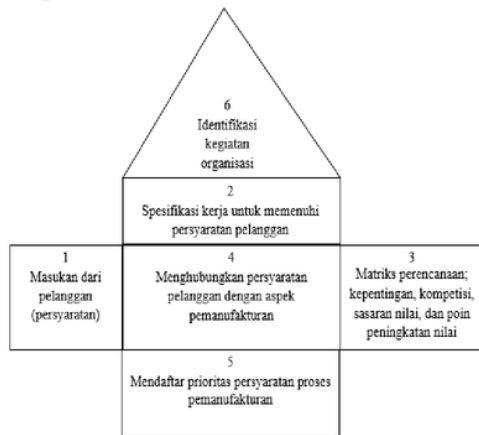 6
Identifikasi
kegiatan
organisasi
2
Spesifikasi kerja untuk memenuhi
persyaratan pelanggan
1
Masukan dari
pelanggan
(persyaratan)
4
Menghubungkan persyaratan
pelanggan dengan aspek
pemanufakturan
3
Matriks perencanaan;
kepentingan, kompetisi,
sasaran nilai, dan poin
peningkatan nilai
5
Mendaftar prioritas persyaratan proses
pemanufakturan